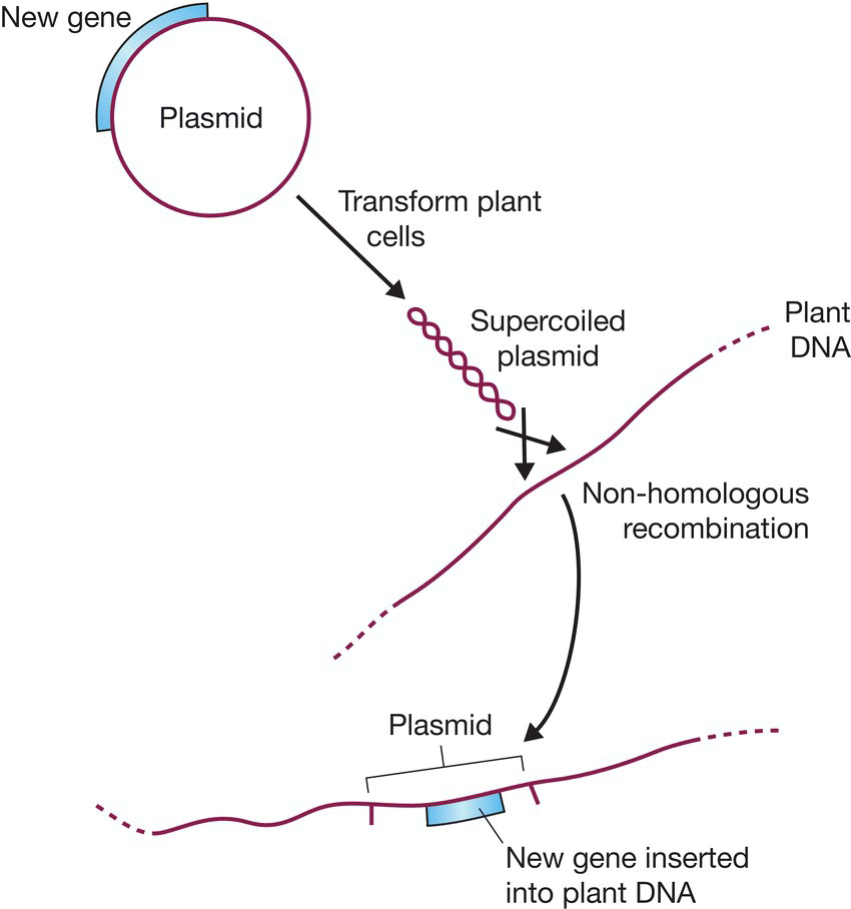 New gene
Plasmid
Transform plant
cells
Supercoiled
plasmid
Plant
DNA
Non-homologous
recombination
Plasmid
New gene inserted
into plant DNA